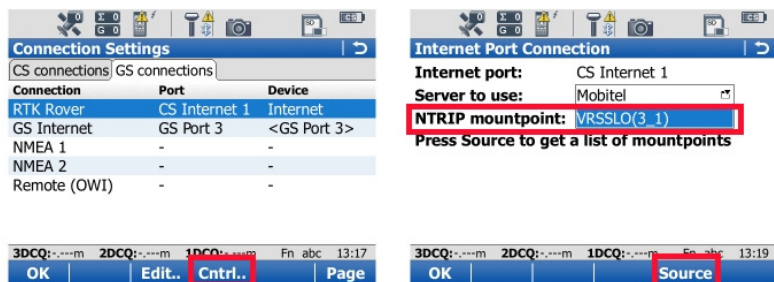 Connection Settings
CS connections GS connections
Connection Port Device
RTK Rover CS Internet 1 Internet
GS Internet GS Port 3 <GS Port 3>
NMEA 1 - -
NMEA 2 - -
Remote (OWI) - -
3DCQ:-.---m 2DCQ:-.---m 1DCQ:-.---m Fn abc 13:17
OK Edit.. Cntrl.. Page
Internet Port Connection
Internet port: CS Internet 1
Server to use: Mobitel
NTRIP mountpoint: VRSSLO(3_1)
Press Source to get a list of mountpoints
3DCQ:-.---m 2DCQ:-.---m 1DCQ:-.---m Fn abc 13:19
OK Source